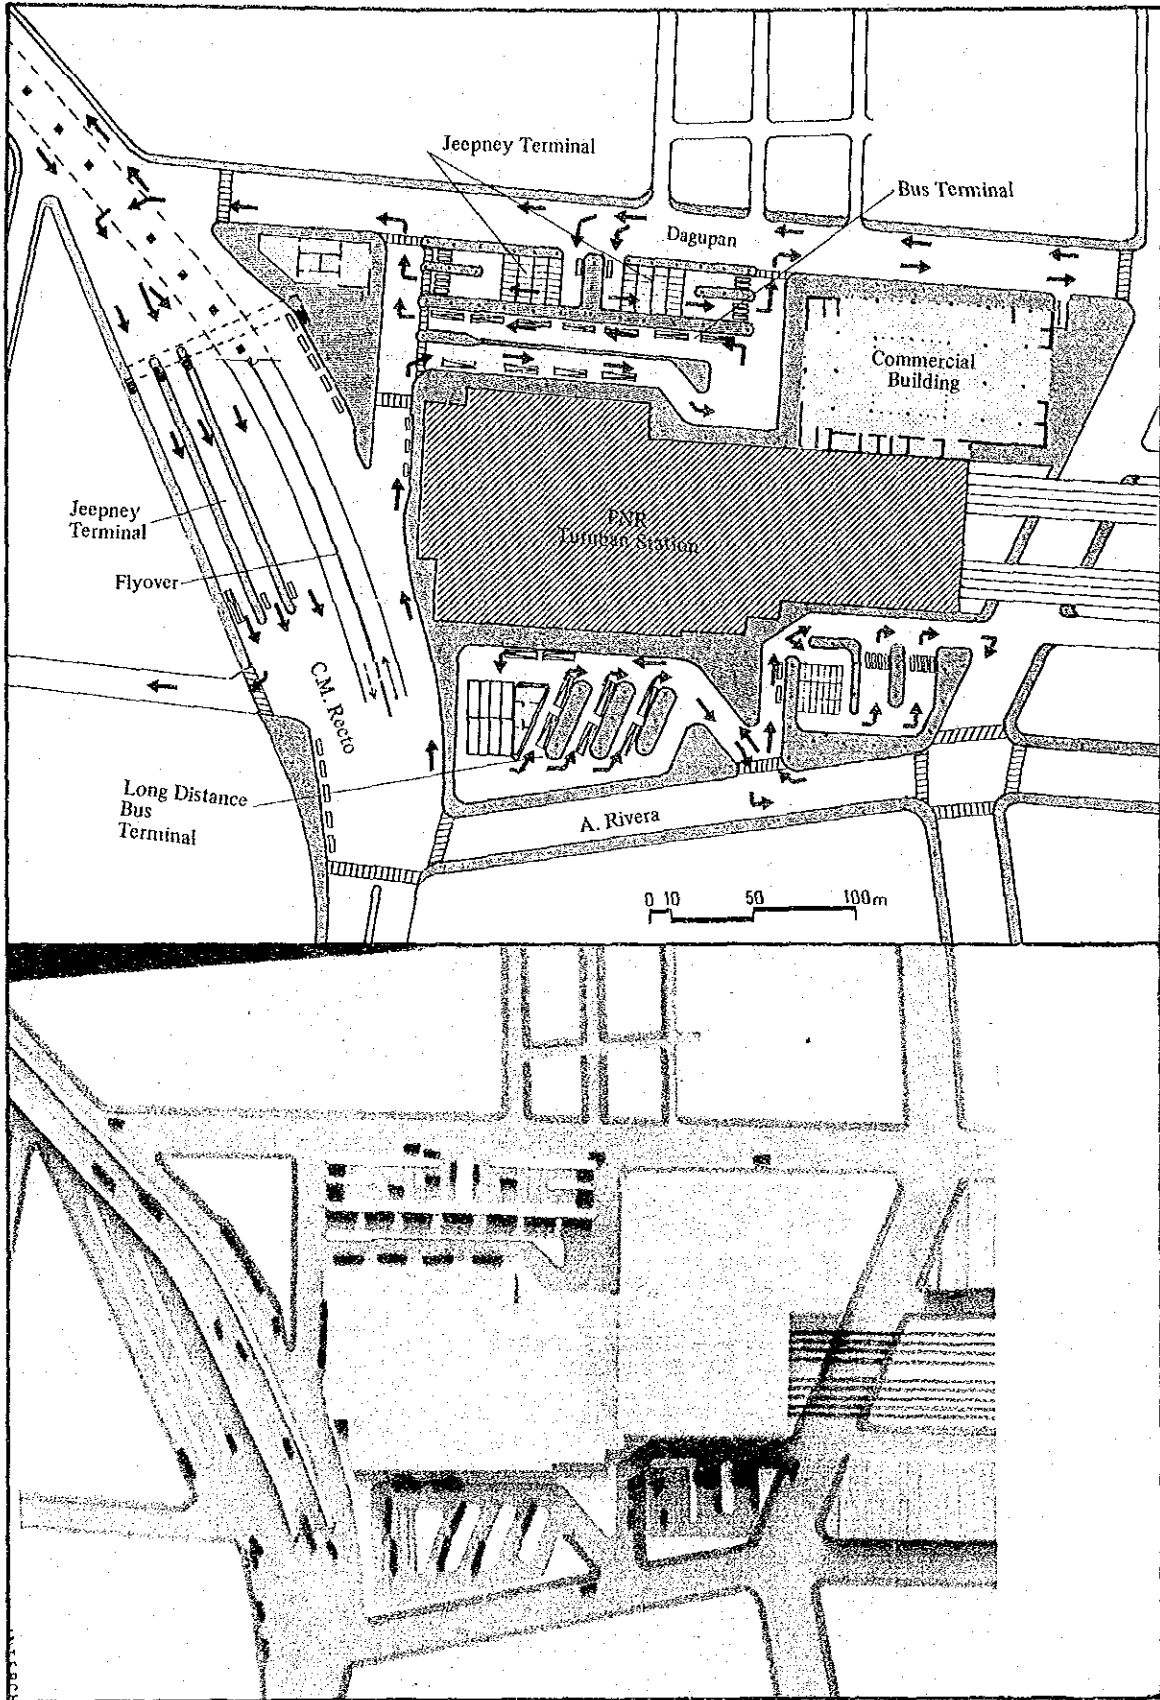 Jeepney Terminal
Bus Terminal
Dagupan
Commercial
Building
Jeepney
Terminal
PNR
Tutuban Station
Flyover
C.M. Recto
Long Distance
Bus
Terminal
A. Rivera
0 10 50 100m